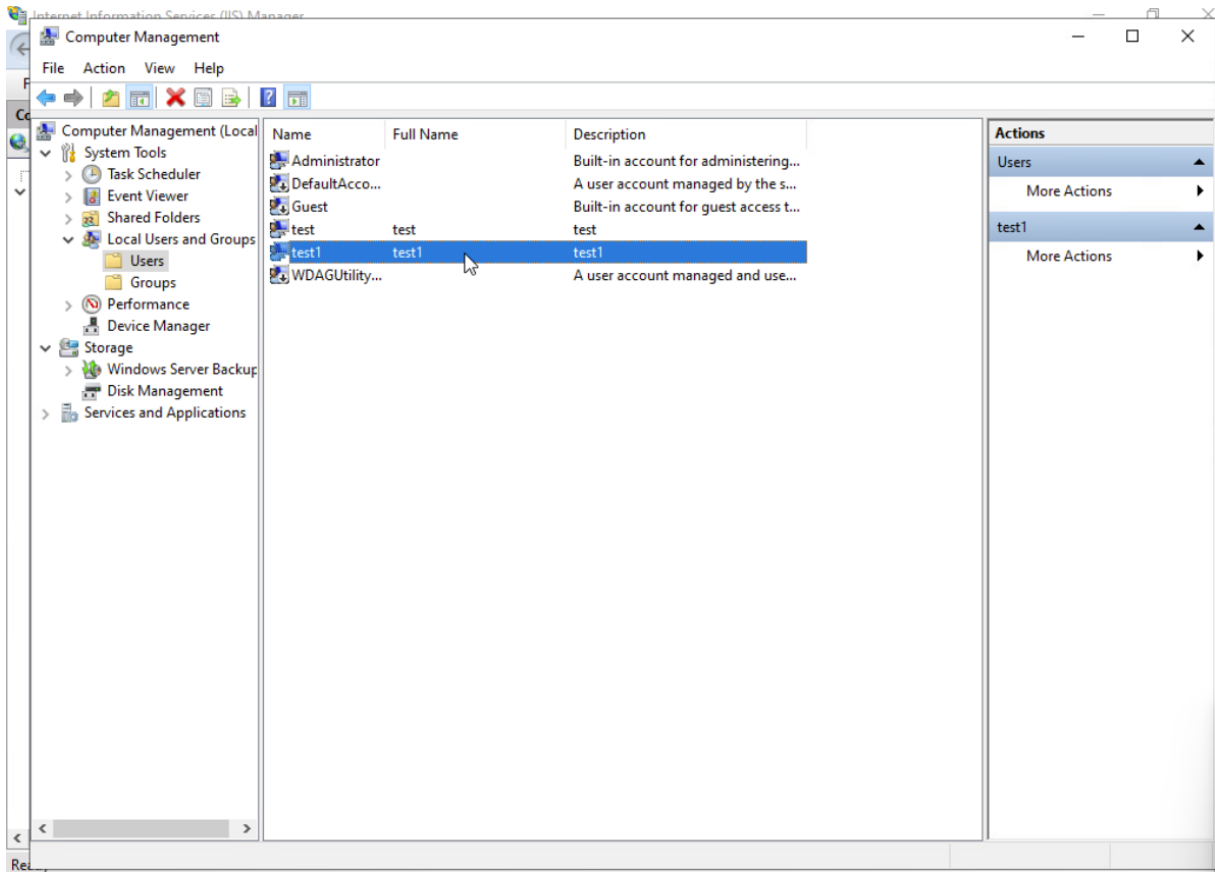 Internet Information Services (IIS) Manager
Computer Management
File Action View Help
Computer Management (Local
System Tools
Task Scheduler
Event Viewer
Shared Folders
Local Users and Groups
Users
Groups
Performance
Device Manager
Storage
Windows Server Backup
Disk Management
Services and Applications
Name Full Name Description
Administrator Built-in account for administering...
DefaultAcco... A user account managed by the s...
Guest Built-in account for guest access t...
test test test
test1 test1 test1
WDAGUtility... A user account managed and use...
Actions
Users
More Actions
test1
More Actions